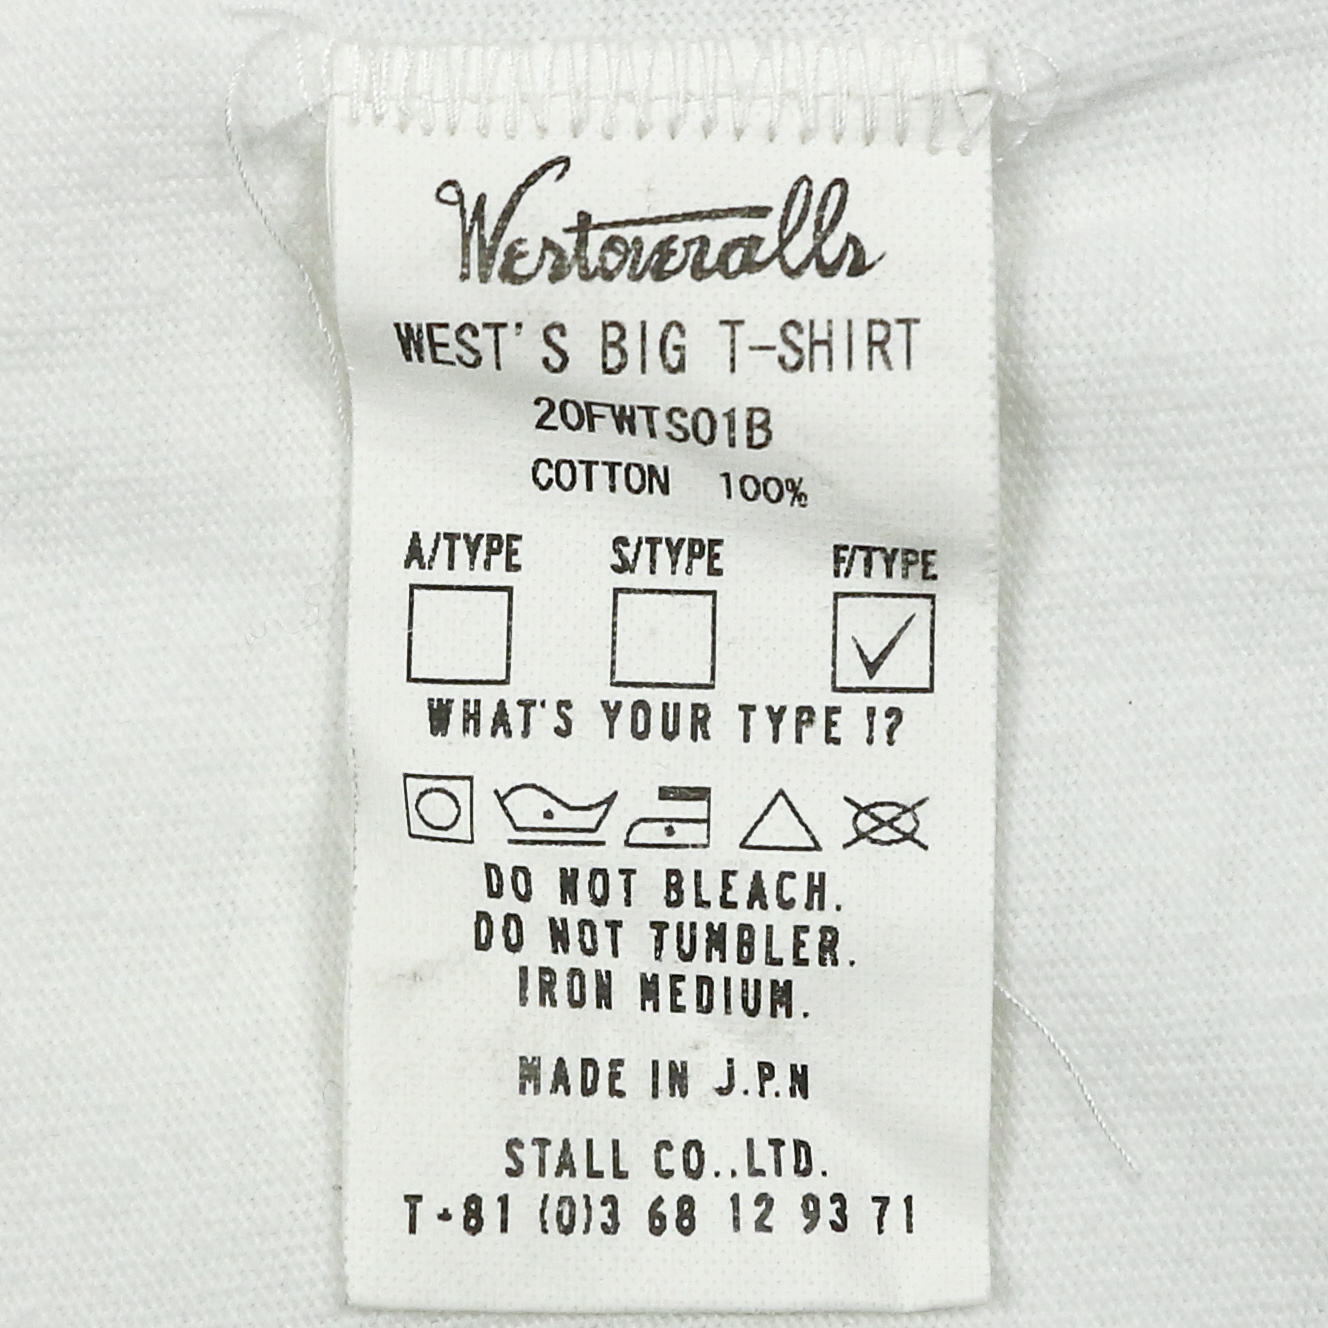 Westoveralls
WEST'S BIG T-SHIRT
20FWTS01B
COTTON 100%
A/TYPE S/TYPE F/TYPE
WHAT'S YOUR TYPE !?
DO NOT BLEACH.
DO NOT TUMBLER.
IRON MEDIUM.
MADE IN J.P.N
STALL CO.,LTD.
T-81 (0)3 68 12 93 71